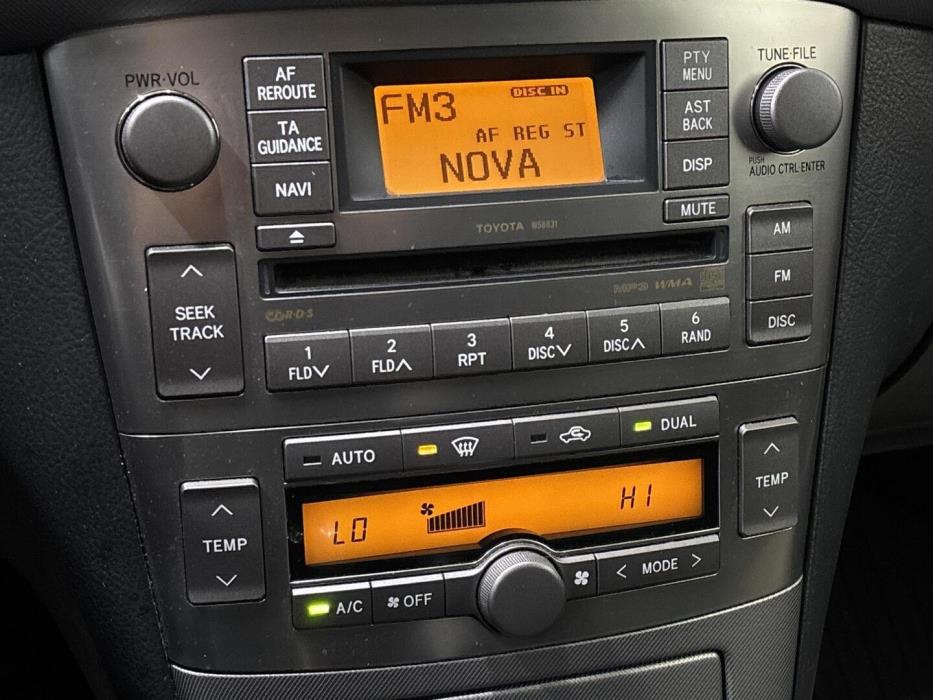 PWR·VOL
AF
REROUTE
TA
GUIDANCE
NAVI
FM3
DISC IN
AF REG ST
NOVA
PTY
MENU
AST
BACK
DISP
MUTE
TUNE·FILE
PUSH
AUDIO CTRL·ENTER
TOYOTA W58831
AM
FM
DISC
SEEK
TRACK
MP3 WMA
R·D·S
1
FLD
2
FLD
3
RPT
4
DISC
5
DISC
6
RAND
AUTO
DUAL
TEMP
LO
HI
TEMP
A/C
OFF
< MODE >